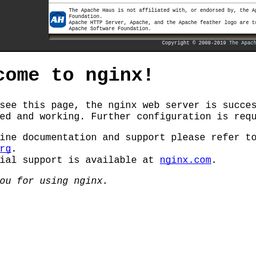 The Apache Haus is not affiliated with, or endorsed by, the Ap
Foundation.
AH
Apache HTTP Server, Apache, and the Apache feather logo are t
Apache Software Foundation.
Copyright © 2008-2019 The Apach
come to nginx!
see this page, the nginx web server is succes
ed and working. Further configuration is requ
ine documentation and support please refer to
rg.
ial support is available at nginx.com.
ou for using nginx.